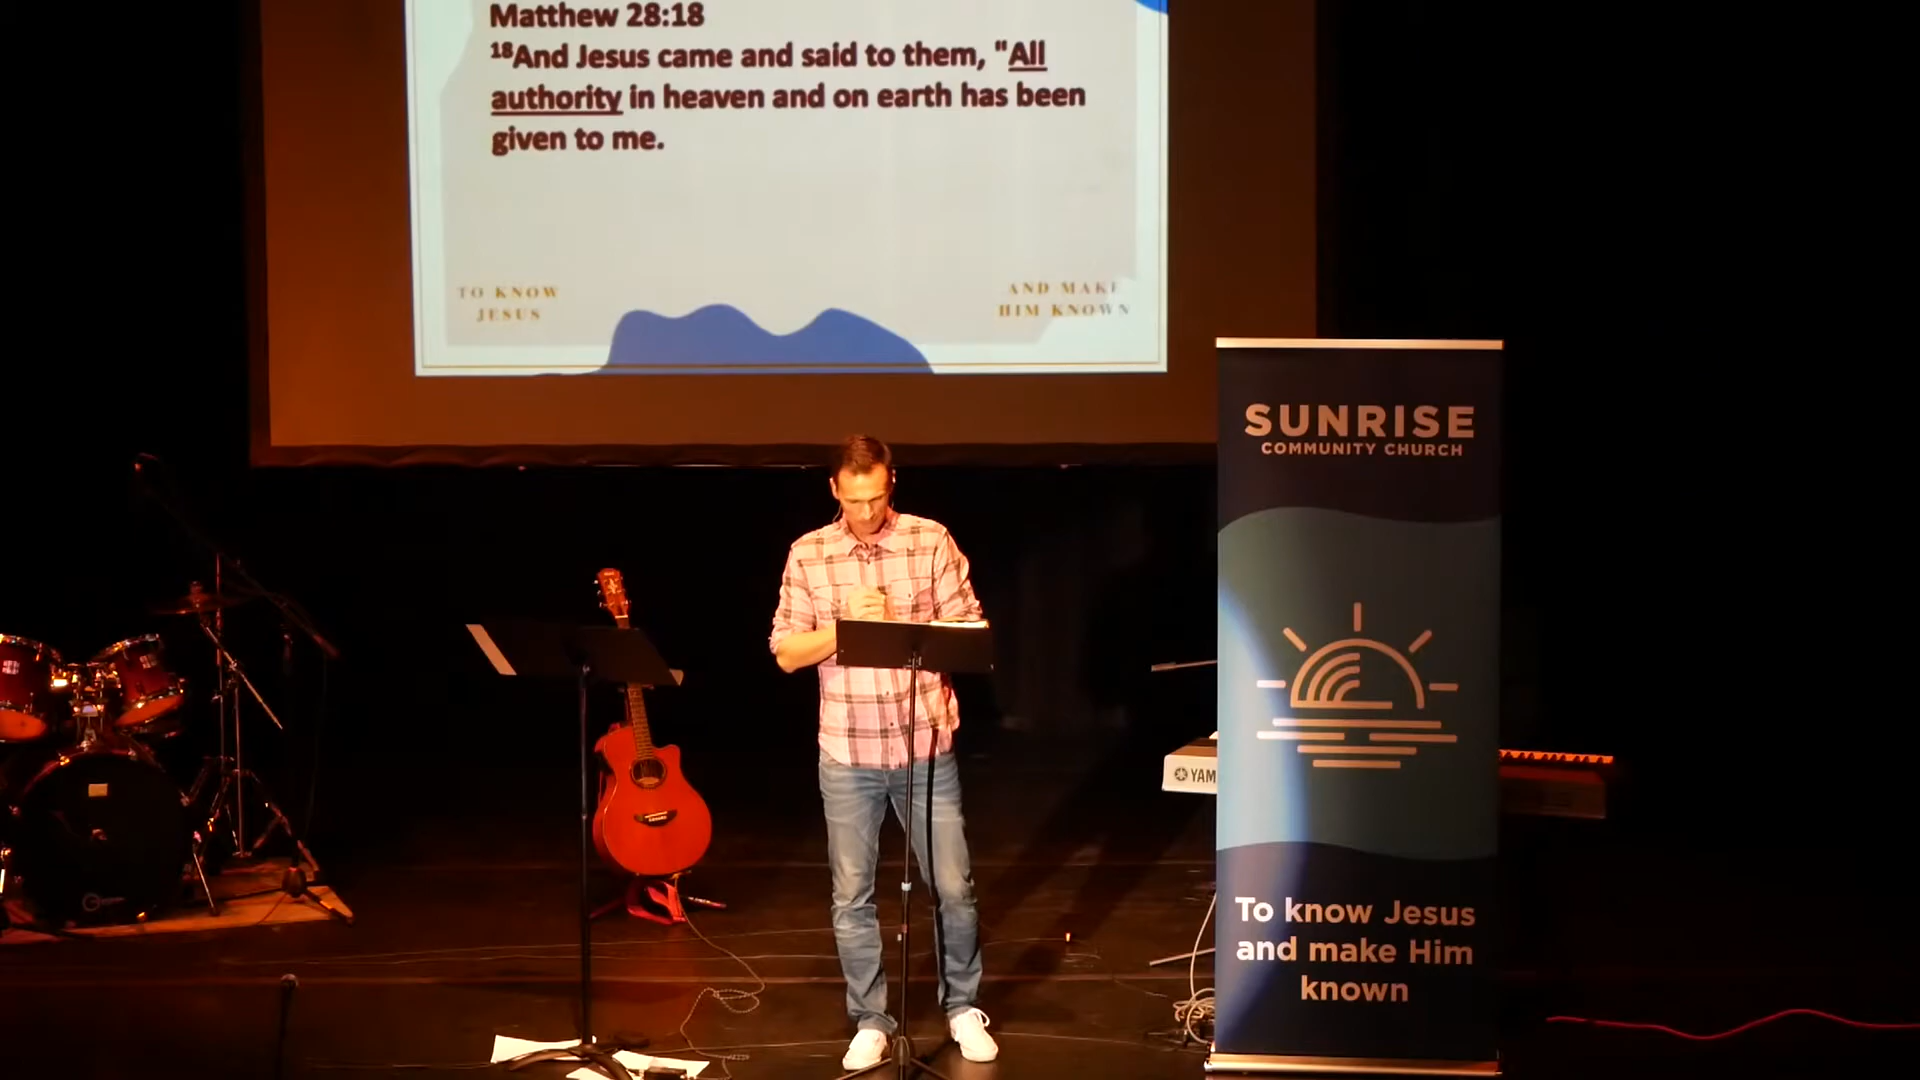 Matthew 28:18
18And Jesus came and said to them, "All
authority in heaven and on earth has been
given to me.
TO KNOW
JESUS
AND MAKE
HIM KNOWN
SUNRISE
COMMUNITY CHURCH
YAM
To know Jesus
and make Him
known